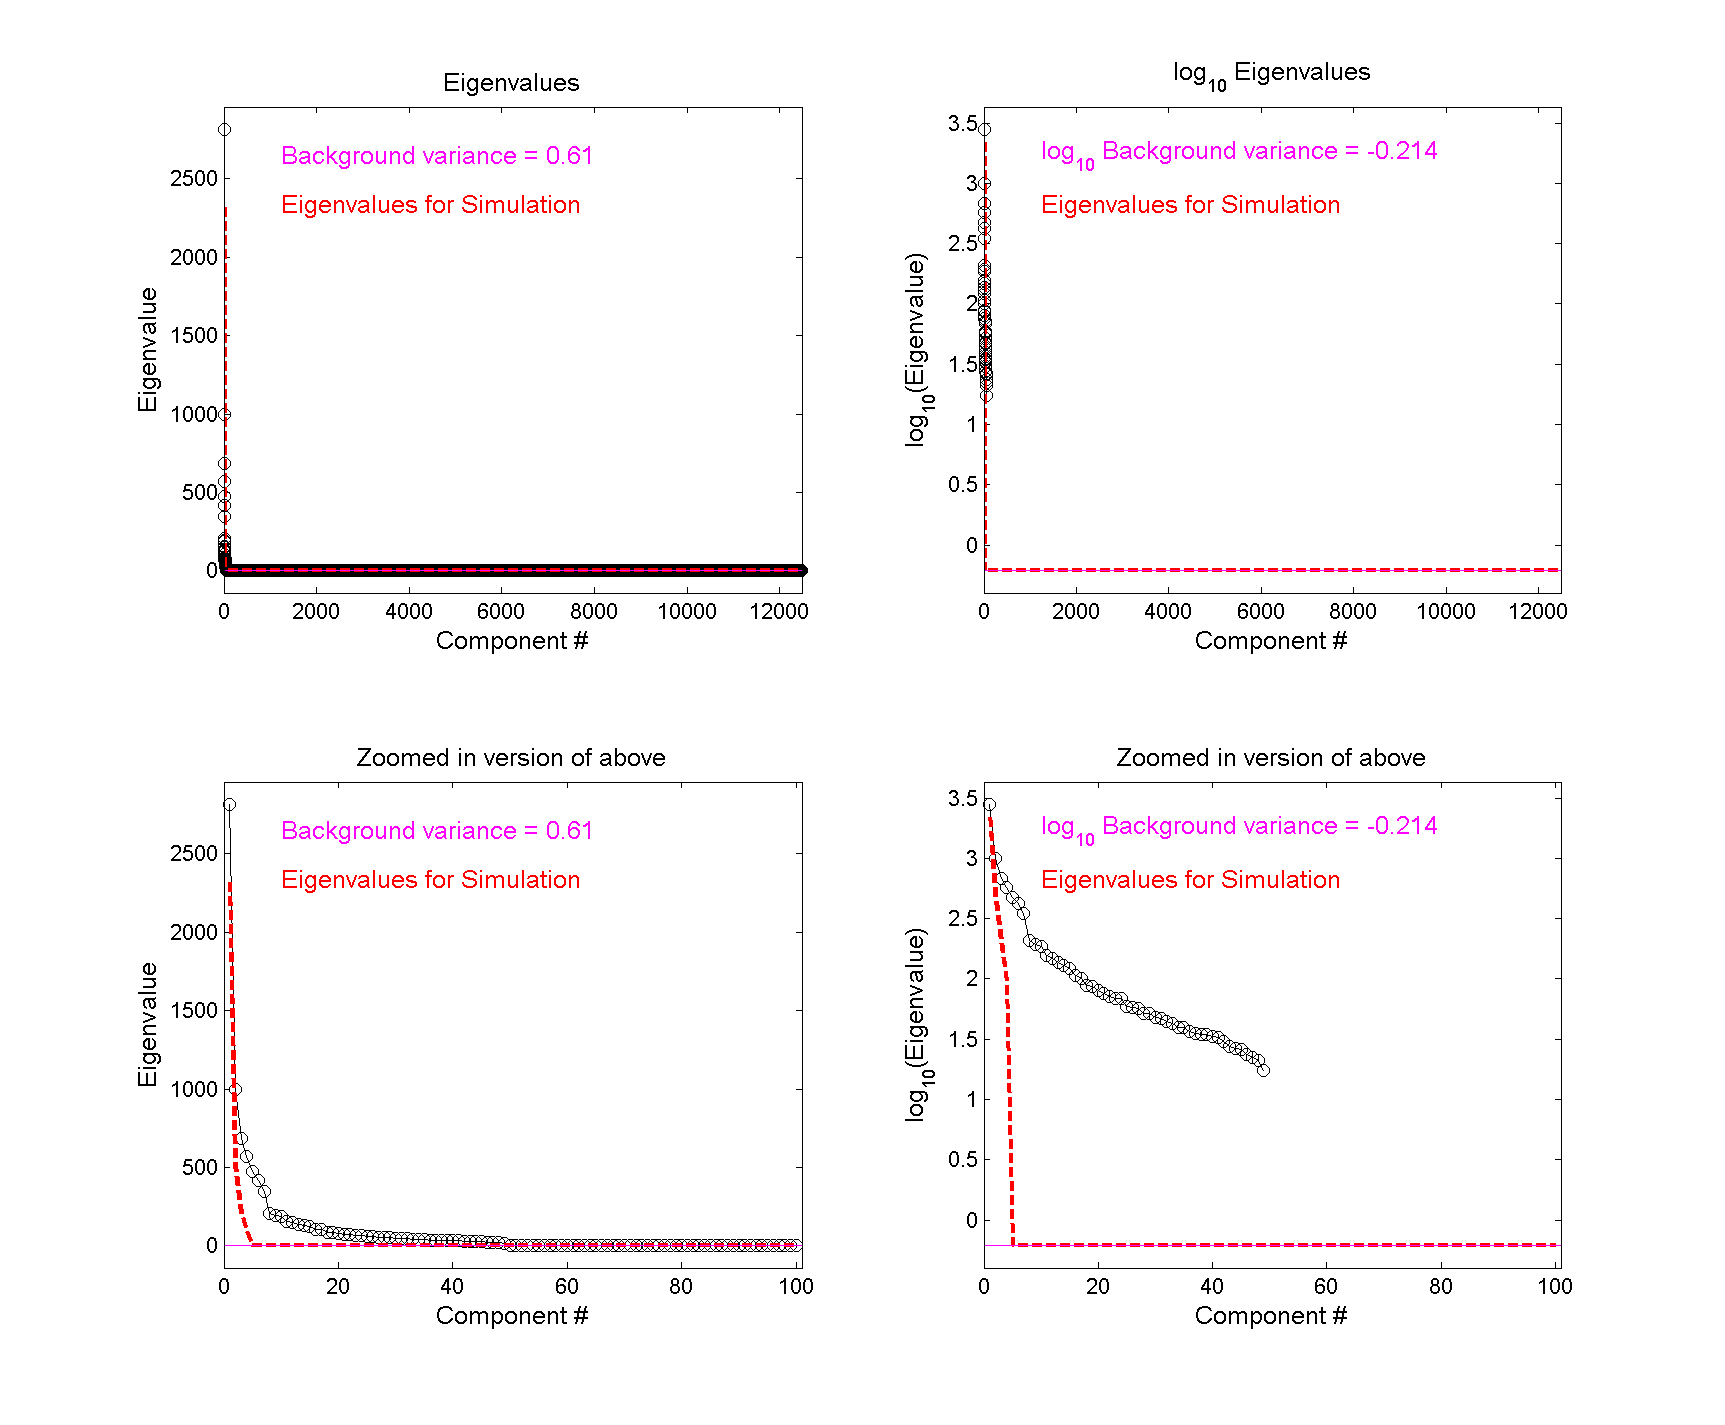 Eigenvalues
Background variance = 0.61
Eigenvalues for Simulation
Eigenvalue
2500
2000
1500
1000
500
0
0 2000 4000 6000 8000 10000 12000
Component #
log10 Eigenvalues
log10 Background variance = -0.214
Eigenvalues for Simulation
log10(Eigenvalue)
3.5
3
2.5
2
1.5
1
0.5
0
0 2000 4000 6000 8000 10000 12000
Component #
Zoomed in version of above
Background variance = 0.61
Eigenvalues for Simulation
Eigenvalue
2500
2000
1500
1000
500
0
0 20 40 60 80 100
Component #
Zoomed in version of above
log10 Background variance = -0.214
Eigenvalues for Simulation
log10(Eigenvalue)
3.5
3
2.5
2
1.5
1
0.5
0
0 20 40 60 80 100
Component #